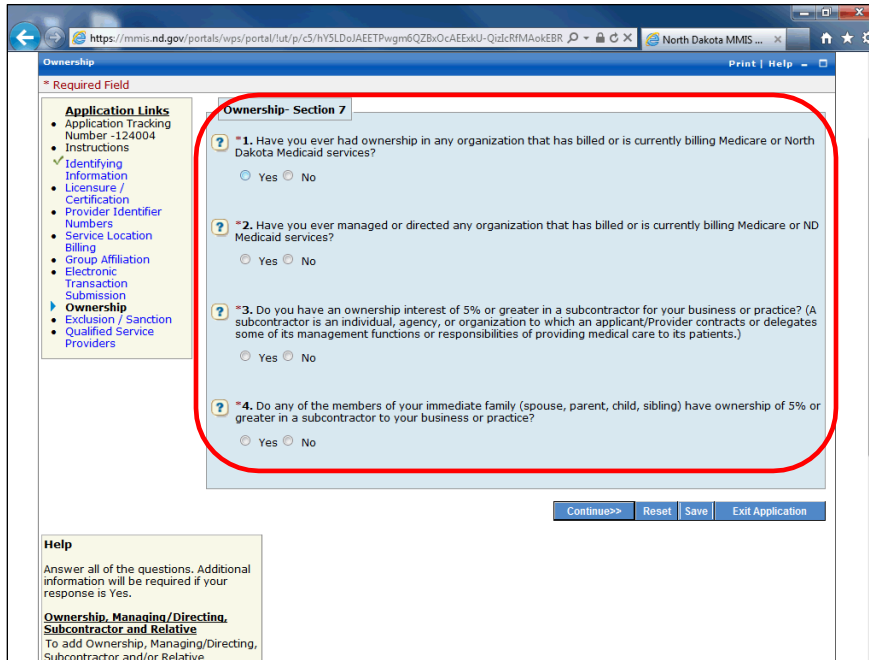 https://mmis.nd.gov/portals/wps/portal/!ut/p/c5/hY5LDoJAEETPwgm6QZBxOcAEExkU-QizIcRfMAokEBR
North Dakota MMIS ...
Ownership
Print | Help
* Required Field
Application Links
Application Tracking
Number -124004
Instructions
Identifying
Information
Licensure /
Certification
Provider Identifier
Numbers
Service Location
Billing
Group Affiliation
Electronic
Transaction
Submission
Ownership
Exclusion / Sanction
Qualified Service
Providers
Ownership- Section 7
? *1. Have you ever had ownership in any organization that has billed or is currently billing Medicare or North
Dakota Medicaid services?
Yes No
? *2. Have you ever managed or directed any organization that has billed or is currently billing Medicare or ND
Medicaid services?
Yes No
? *3. Do you have an ownership interest of 5% or greater in a subcontractor for your business or practice? (A
subcontractor is an individual, agency, or organization to which an applicant/Provider contracts or delegates
some of its management functions or responsibilities of providing medical care to its patients.)
Yes No
? *4. Do any of the members of your immediate family (spouse, parent, child, sibling) have ownership of 5% or
greater in a subcontractor to your business or practice?
Yes No
Continue>> Reset Save Exit Application
Help
Answer all of the questions. Additional
information will be required if your
response is Yes.
Ownership, Managing/Directing,
Subcontractor and Relative
To add Ownership, Managing/Directing,
Subcontractor and/or Relative